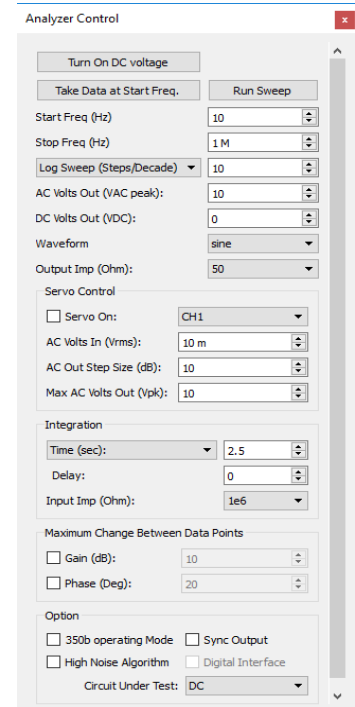 Analyzer Control
x
Turn On DC voltage
Take Data at Start Freq. Run Sweep
Start Freq (Hz) 10
Stop Freq (Hz) 1 M
Log Sweep (Steps/Decade) 10
AC Volts Out (VAC peak): 10
DC Volts Out (VDC): 0
Waveform sine
Output Imp (Ohm): 50
Servo Control
Servo On: CH1
AC Volts In (Vrms): 10 m
AC Out Step Size (dB): 10
Max AC Volts Out (Vpk): 10
Integration
Time (sec): 2.5
Delay: 0
Input Imp (Ohm): 1e6
Maximum Change Between Data Points
Gain (dB): 10
Phase (Deg): 20
Option
350b operating Mode Sync Output
High Noise Algorithm Digital Interface
Circuit Under Test: DC